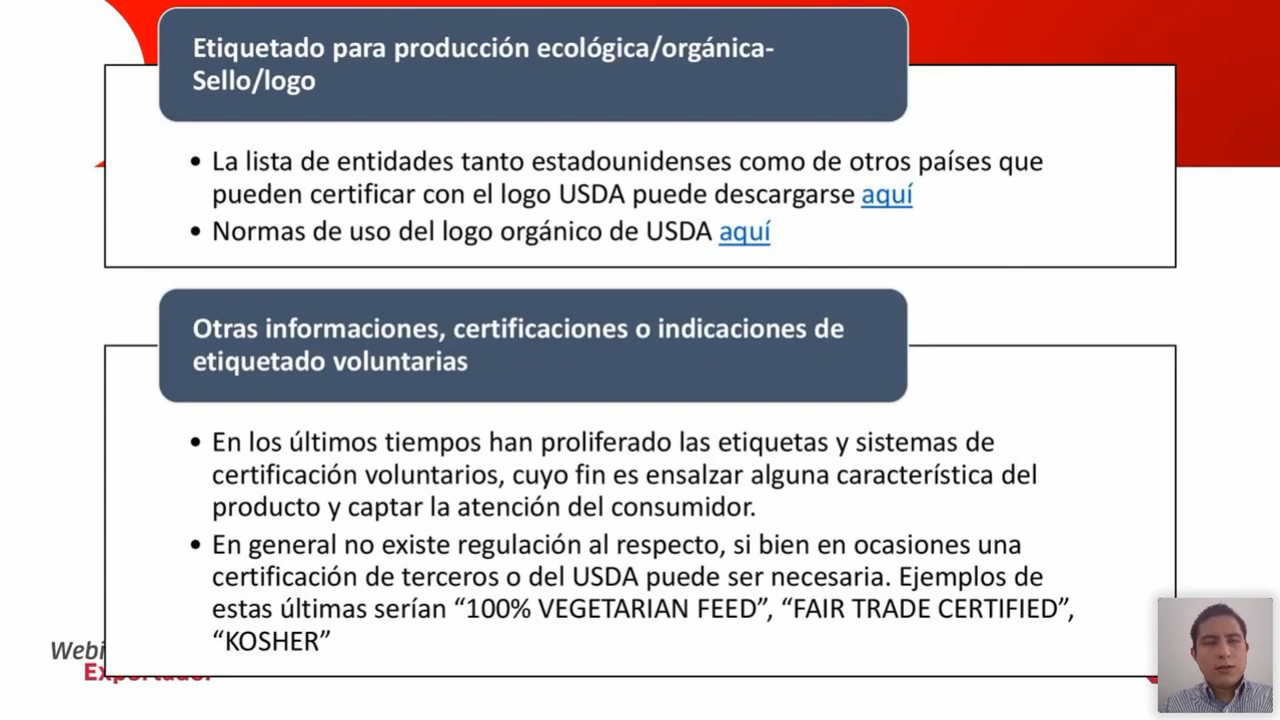 Etiquetado para producción ecológica/orgánica-
Sello/logo
• La lista de entidades tanto estadounidenses como de otros países que
pueden certificar con el logo USDA puede descargarse aquí
• Normas de uso del logo orgánico de USDA aquí
Otras informaciones, certificaciones o indicaciones de
etiquetado voluntarias
• En los últimos tiempos han proliferado las etiquetas y sistemas de
certificación voluntarios, cuyo fin es ensalzar alguna característica del
producto y captar la atención del consumidor.
• En general no existe regulación al respecto, si bien en ocasiones una
certificación de terceros o del USDA puede ser necesaria. Ejemplos de
estas últimas serían “100% VEGETARIAN FEED”, “FAIR TRADE CERTIFIED”,
“KOSHER”
Webi